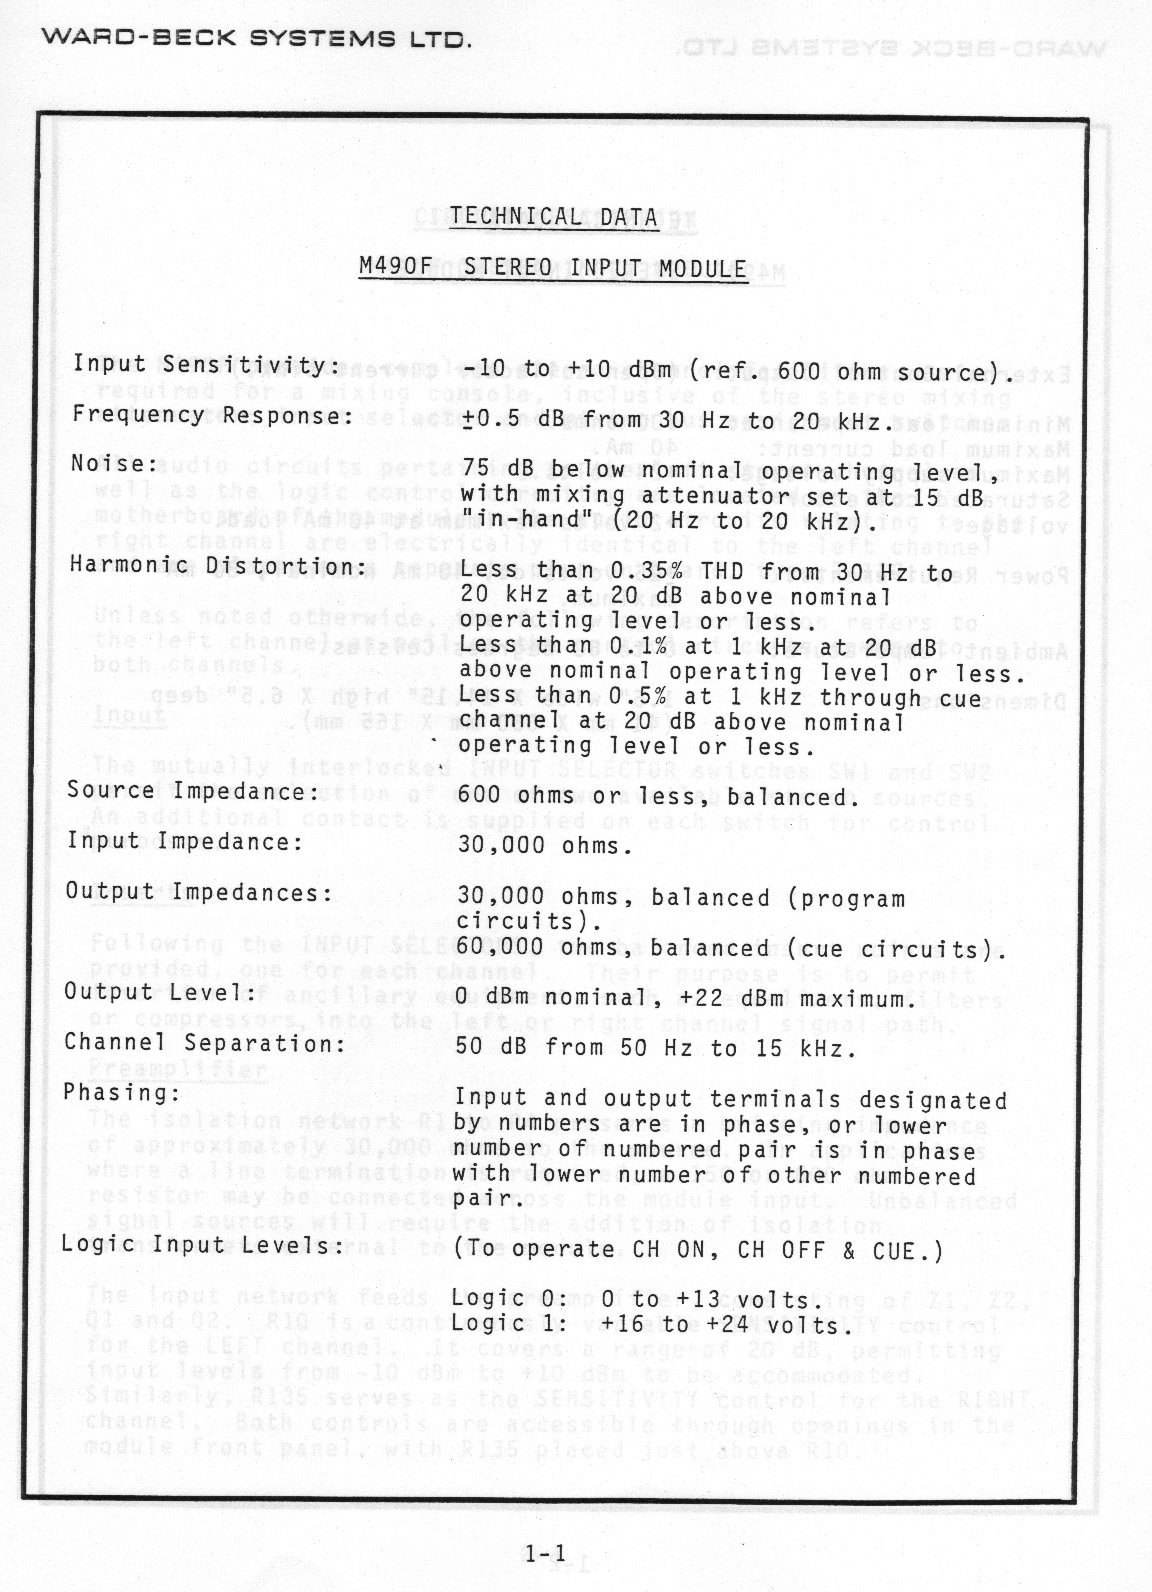 WARD-BECK SYSTEMS LTD.
TECHNICAL DATA
M490F STEREO INPUT MODULE
Input Sensitivity: -10 to +10 dBm (ref. 600 ohm source).
Frequency Response: ±0.5 dB from 30 Hz to 20 kHz.
Noise: 75 dB below nominal operating level,
with mixing attenuator set at 15 dB
"in-hand" (20 Hz to 20 kHz).
Harmonic Distortion: Less than 0.35% THD from 30 Hz to
20 kHz at 20 dB above nominal
operating level or less.
Less than 0.1% at 1 kHz at 20 dB
above nominal operating level or less.
Less than 0.5% at 1 kHz through cue
channel at 20 dB above nominal
operating level or less.
Source Impedance: 600 ohms or less, balanced.
Input Impedance: 30,000 ohms.
Output Impedances: 30,000 ohms, balanced (program
circuits).
60,000 ohms, balanced (cue circuits).
Output Level: 0 dBm nominal, +22 dBm maximum.
Channel Separation: 50 dB from 50 Hz to 15 kHz.
Phasing: Input and output terminals designated
by numbers are in phase, or lower
number of numbered pair is in phase
with lower number of other numbered
pair.
Logic Input Levels: (To operate CH ON, CH OFF & CUE.)
Logic 0: 0 to +13 volts.
Logic 1: +16 to +24 volts.
1-1